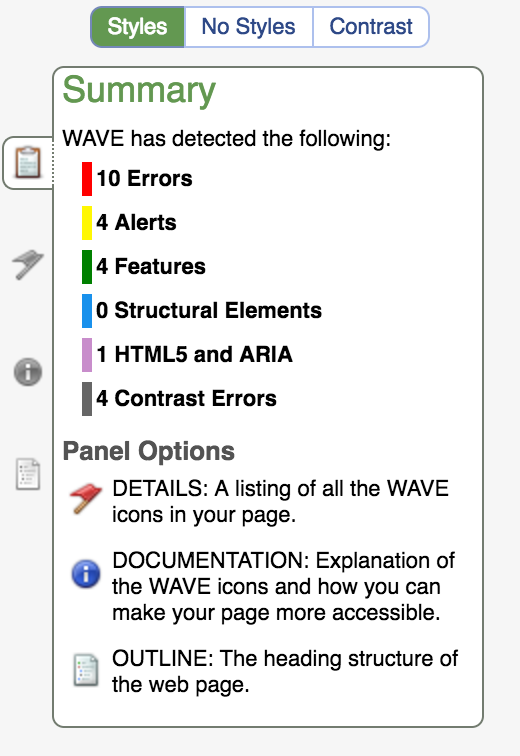 Styles No Styles Contrast
Summary
WAVE has detected the following:
10 Errors
4 Alerts
4 Features
0 Structural Elements
1 HTML5 and ARIA
4 Contrast Errors
Panel Options
DETAILS: A listing of all the WAVE
icons in your page.
DOCUMENTATION: Explanation of
the WAVE icons and how you can
make your page more accessible.
OUTLINE: The heading structure of
the web page.